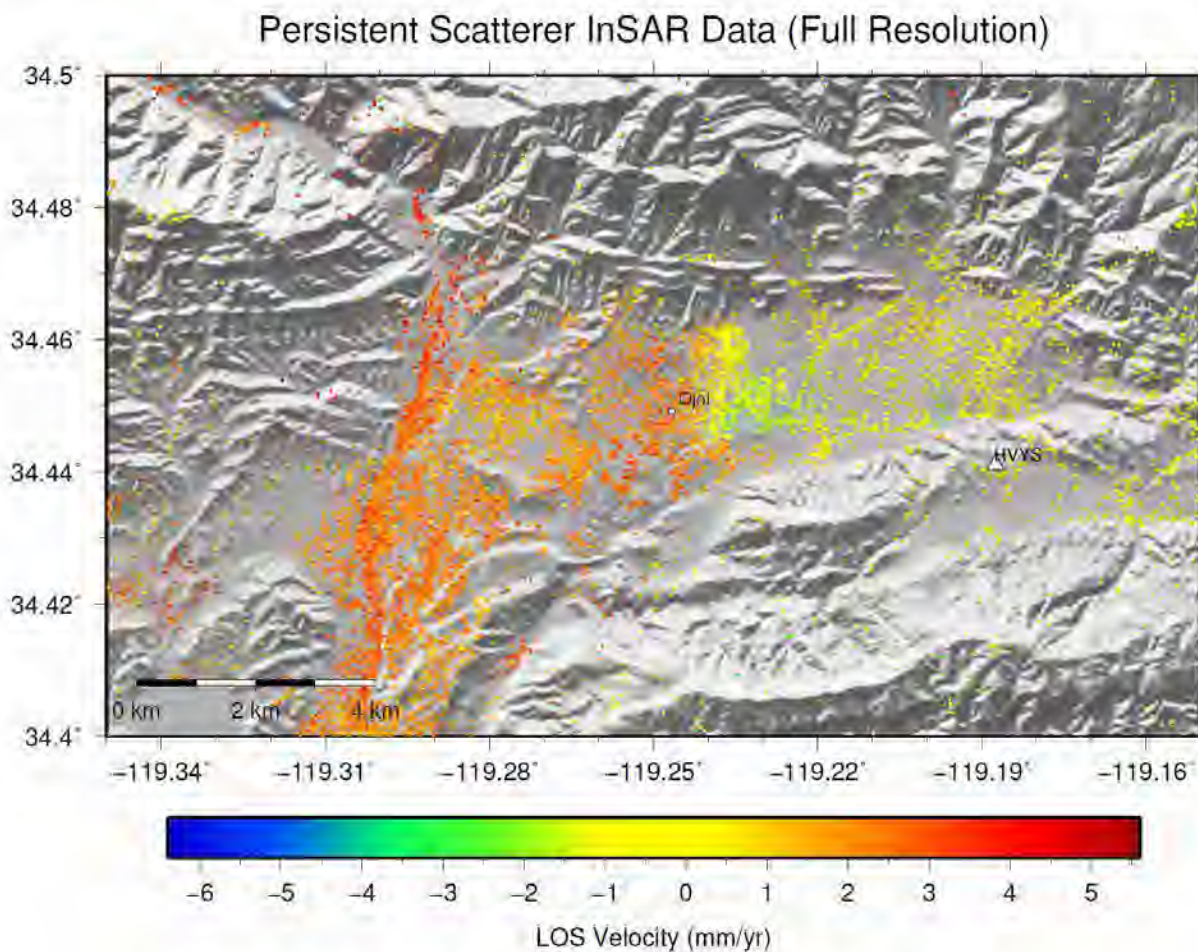 Persistent Scatterer InSAR Data (Full Resolution)
34.5°
34.48°
34.46°
Ojai
34.44°
HVYS
34.42°
0 km 2 km 4 km
34.4°
−119.34 −119.31 −119.28 −119.25 −119.22 −119.19 −119.16
−6 −5 −4 −3 −2 −1 0 1 2 3 4 5
LOS Velocity (mm/yr)